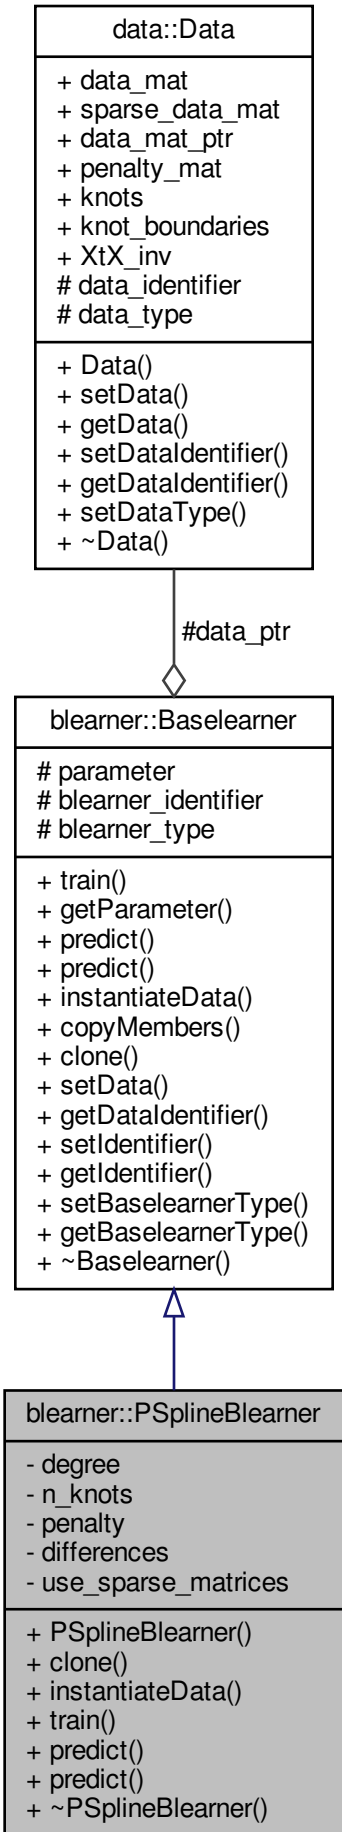 data::Data
+ data_mat
+ sparse_data_mat
+ data_mat_ptr
+ penalty_mat
+ knots
+ knot_boundaries
+ XtX_inv
# data_identifier
# data_type
+ Data()
+ setData()
+ getData()
+ setDataIdentifier()
+ getDataIdentifier()
+ setDataType()
+ ~Data()
#data_ptr
blearner::Baselearner
# parameter
# blearner_identifier
# blearner_type
+ train()
+ getParameter()
+ predict()
+ predict()
+ instantiateData()
+ copyMembers()
+ clone()
+ setData()
+ getDataIdentifier()
+ setIdentifier()
+ getIdentifier()
+ setBaselearnerType()
+ getBaselearnerType()
+ ~Baselearner()
blearner::PSplineBlearner
- degree
- n_knots
- penalty
- differences
- use_sparse_matrices
+ PSplineBlearner()
+ clone()
+ instantiateData()
+ train()
+ predict()
+ predict()
+ ~PSplineBlearner()